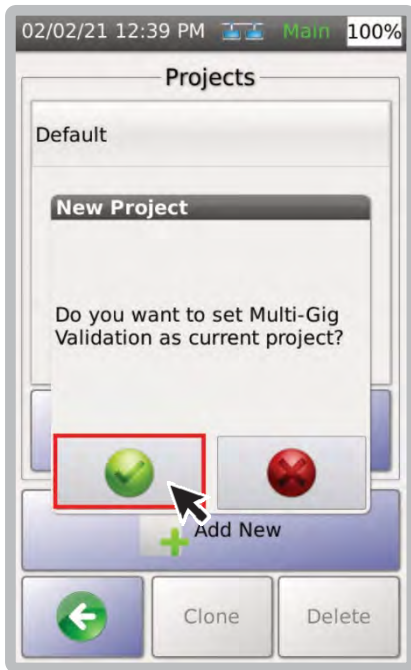 02/02/21 12:39 PM Main 100%
Projects
Default
New Project
Do you want to set Multi-Gig
Validation as current project?
Add New
Clone Delete